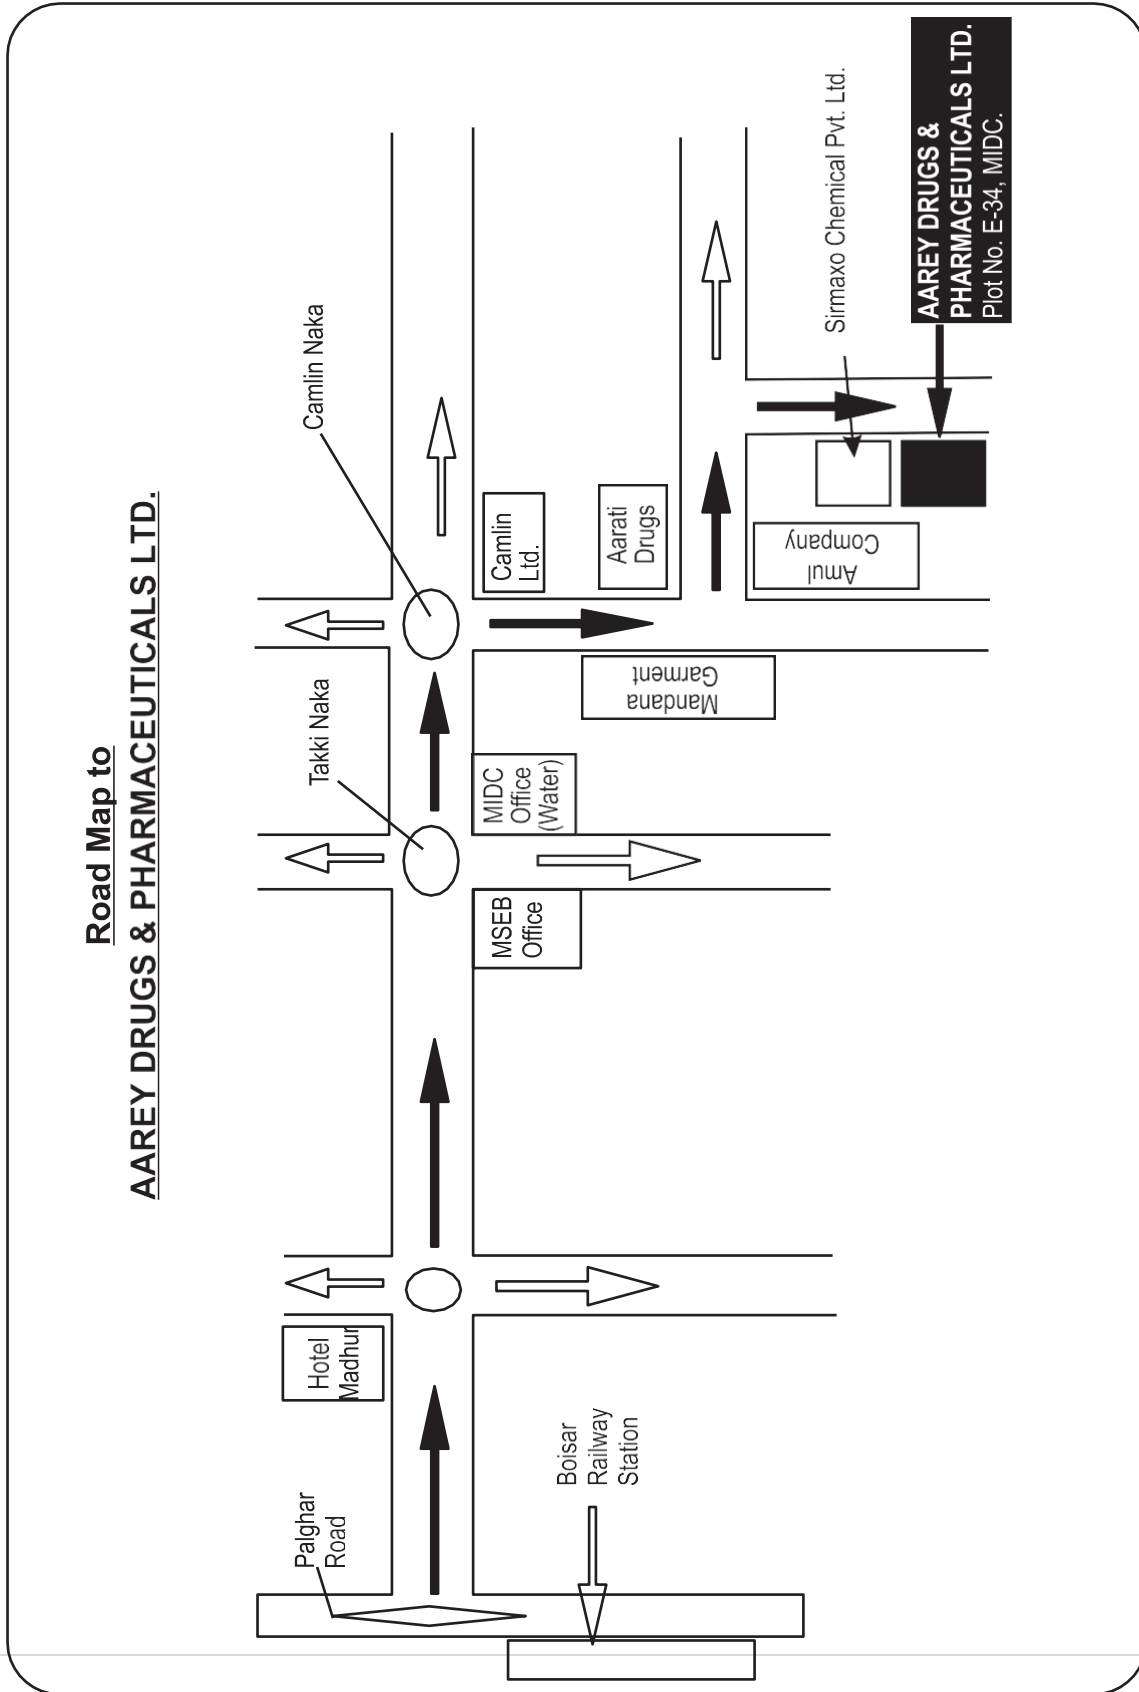 Road Map to
AAREY DRUGS & PHARMACEUTICALS LTD.
Palghar
Road
Hotel
Madhur
Boisar
Railway
Station
Takki Naka
MSEB
Office
MIDC
Office
(Water)
Camlin Naka
Camlin
Ltd.
Mandana
Garment
Aarati
Drugs
Amul
Company
Sirmaxo Chemical Pvt. Ltd.
AAREY DRUGS &
PHARMACEUTICALS LTD.
Plot No. E-34, MIDC.